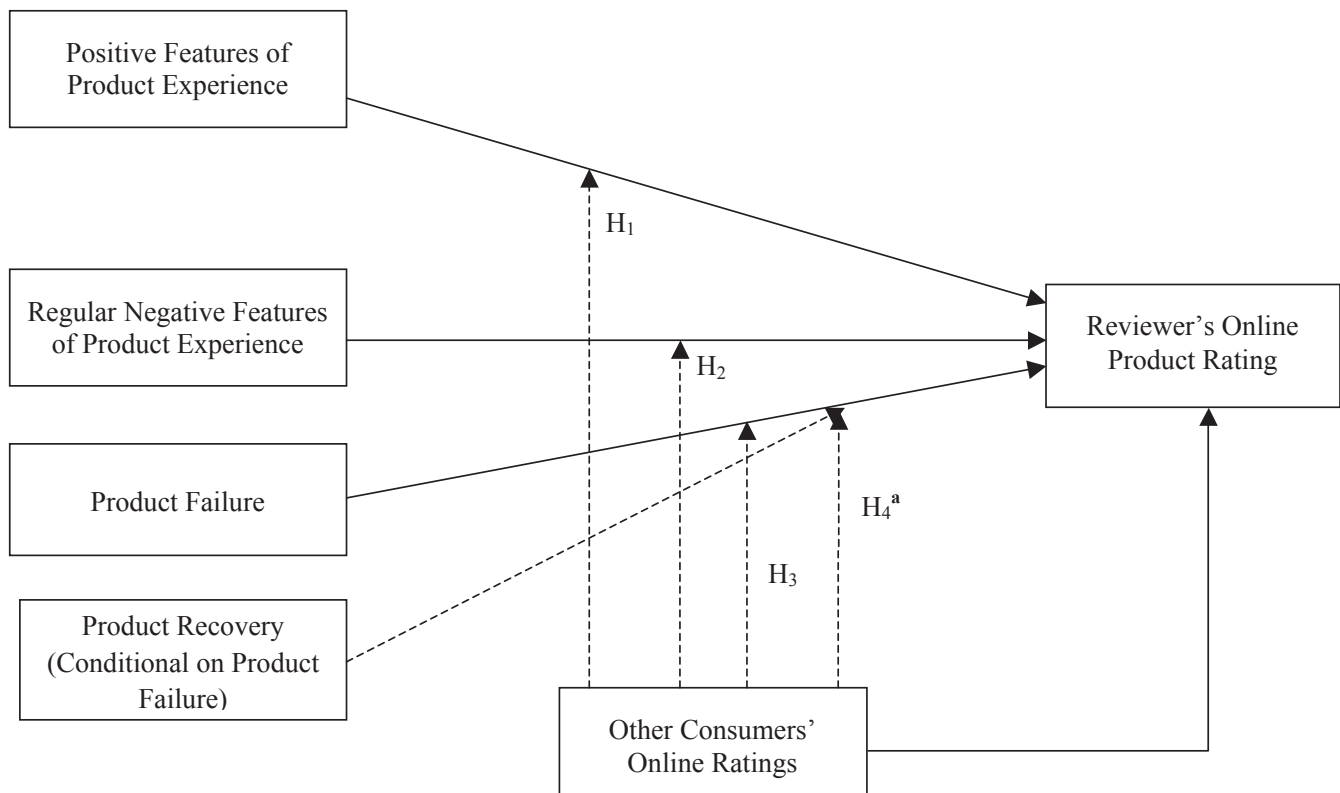 Positive Features of
Product Experience
H₁
Regular Negative Features
of Product Experience
H₂
Reviewer’s Online
Product Rating
Product Failure
H₄ᵃ
H₃
Product Recovery
(Conditional on Product
Failure)
Other Consumers’
Online Ratings